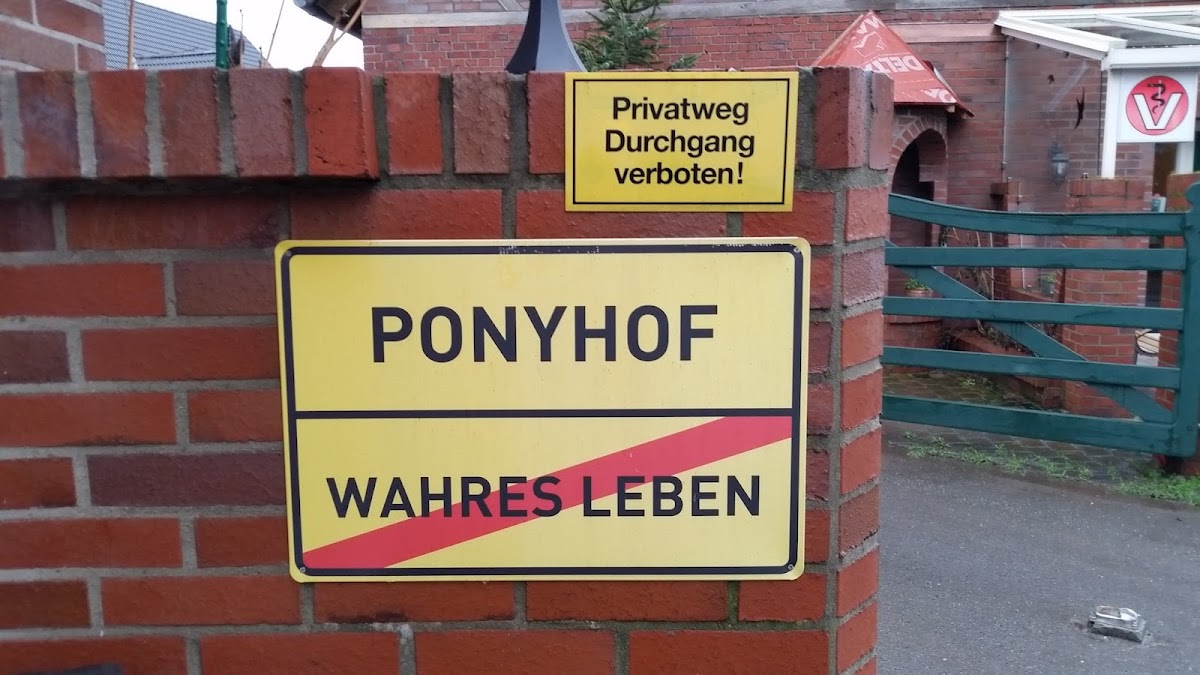 Privatweg
Durchgang
verboten!
PONYHOF
WAHRES LEBEN
V